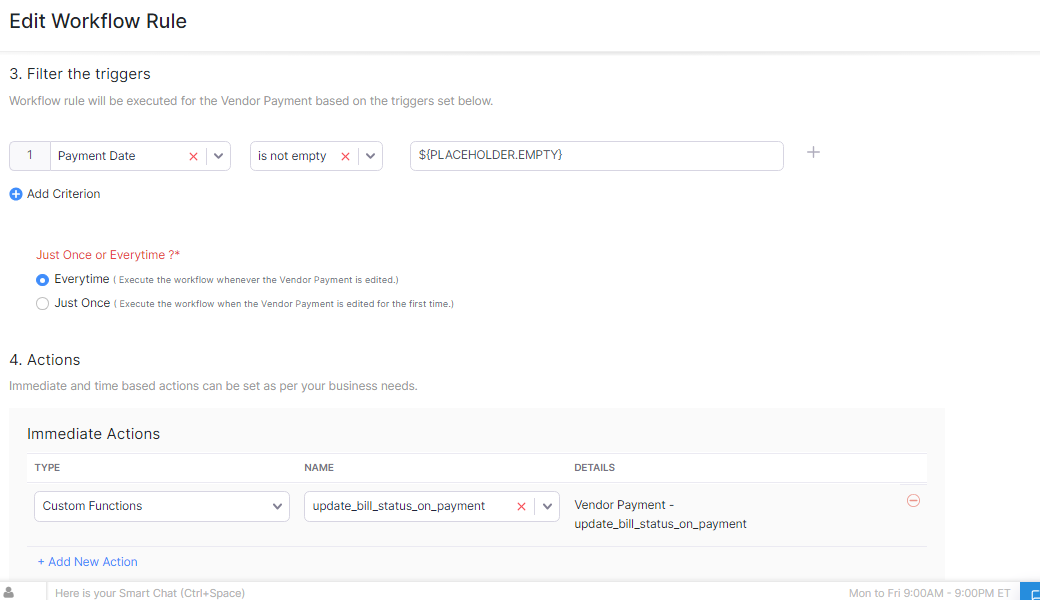 Edit Workflow Rule
3. Filter the triggers
Workflow rule will be executed for the Vendor Payment based on the triggers set below.
1 Payment Date is not empty ${PLACEHOLDER.EMPTY}
Add Criterion
Just Once or Everytime ?*
Everytime ( Execute the workflow whenever the Vendor Payment is edited.)
Just Once ( Execute the workflow when the Vendor Payment is edited for the first time.)
4. Actions
Immediate and time based actions can be set as per your business needs.
Immediate Actions
TYPE NAME DETAILS
Custom Functions update_bill_status_on_payment Vendor Payment -
update_bill_status_on_payment
+ Add New Action
Here is your Smart Chat (Ctrl+Space) Mon to Fri 9:00AM - 9:00PM ET